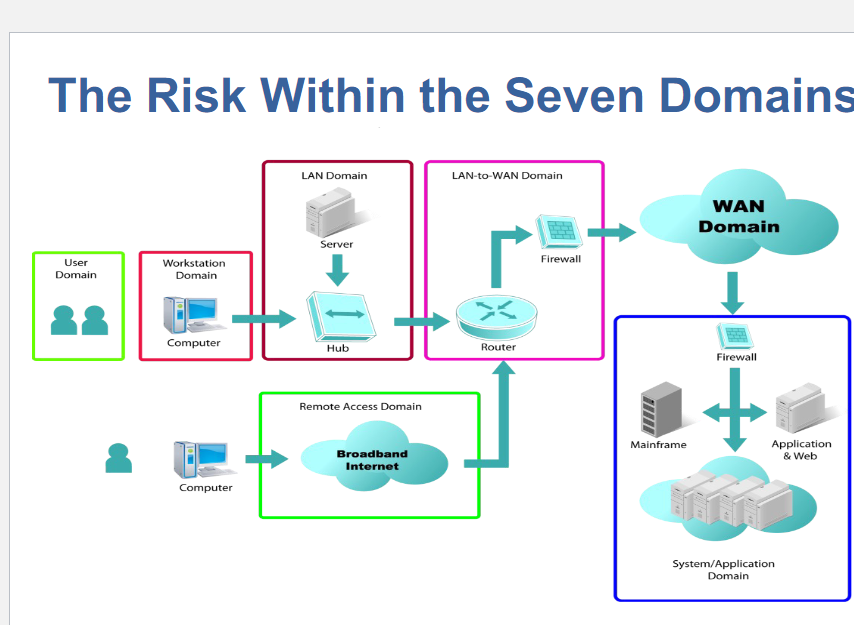 The Risk Within the Seven Domains
LAN Domain
Server
Hub
LAN-to-WAN Domain
Firewall
Router
WAN
Domain
User
Domain
Workstation
Domain
Computer
Firewall
Mainframe
Application
& Web
System/Application
Domain
Remote Access Domain
Broadband
Internet
Computer